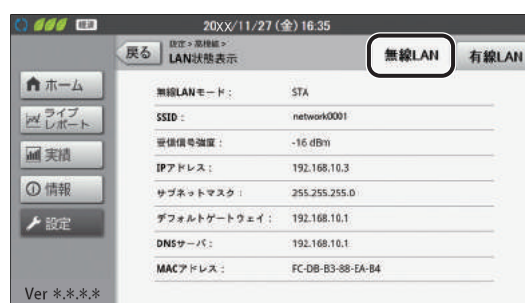 経済
20XX/11/27 (金) 16:35
戻る
設定 > 高機能 >
LAN状態表示
無線LAN
有線LAN
ホーム
ライブ
レポート
実績
情報
設定
無線LANモード : STA
SSID : network0001
受信信号強度 : -16 dBm
IPアドレス : 192.168.10.3
サブネットマスク : 255.255.255.0
デフォルトゲートウェイ : 192.168.10.1
DNSサーバ : 192.168.10.1
MACアドレス : FC-DB-B3-88-EA-B4
Ver *.*.*.*